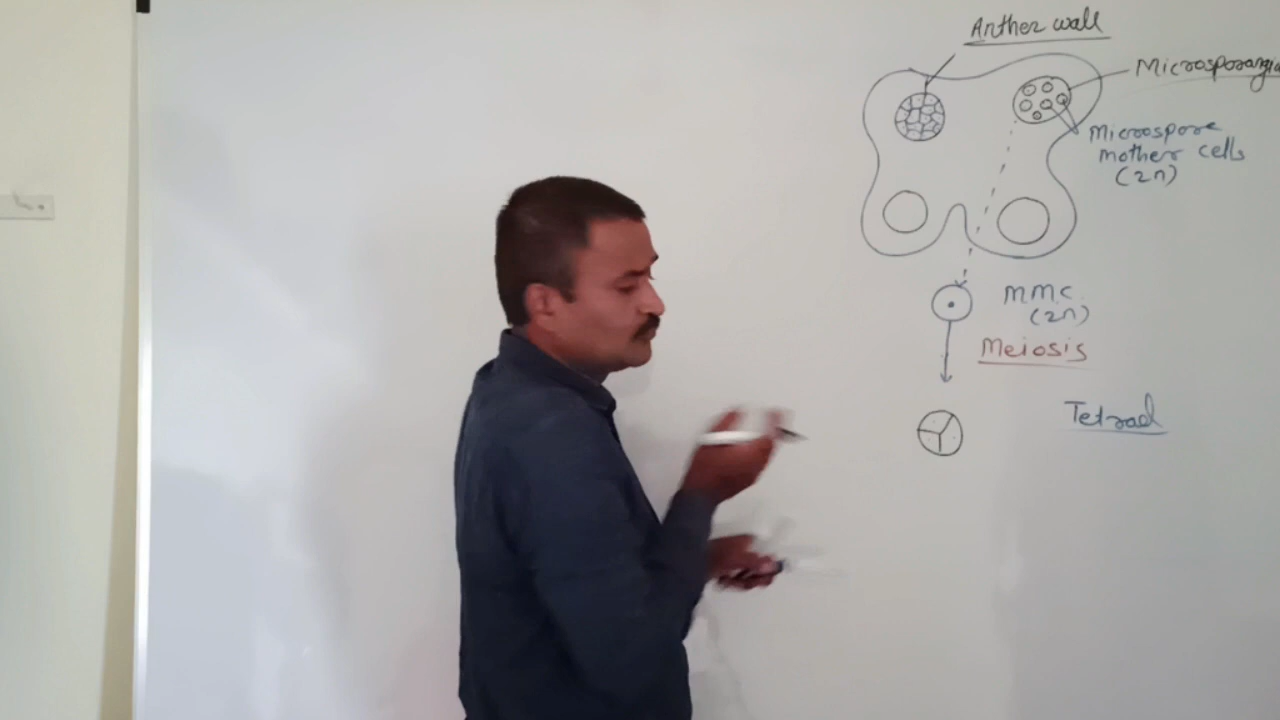 Anther wall
Microsporangia
Microspore
mother cells
(2n)
MMC.
(2n)
Meiosis
Tetrad